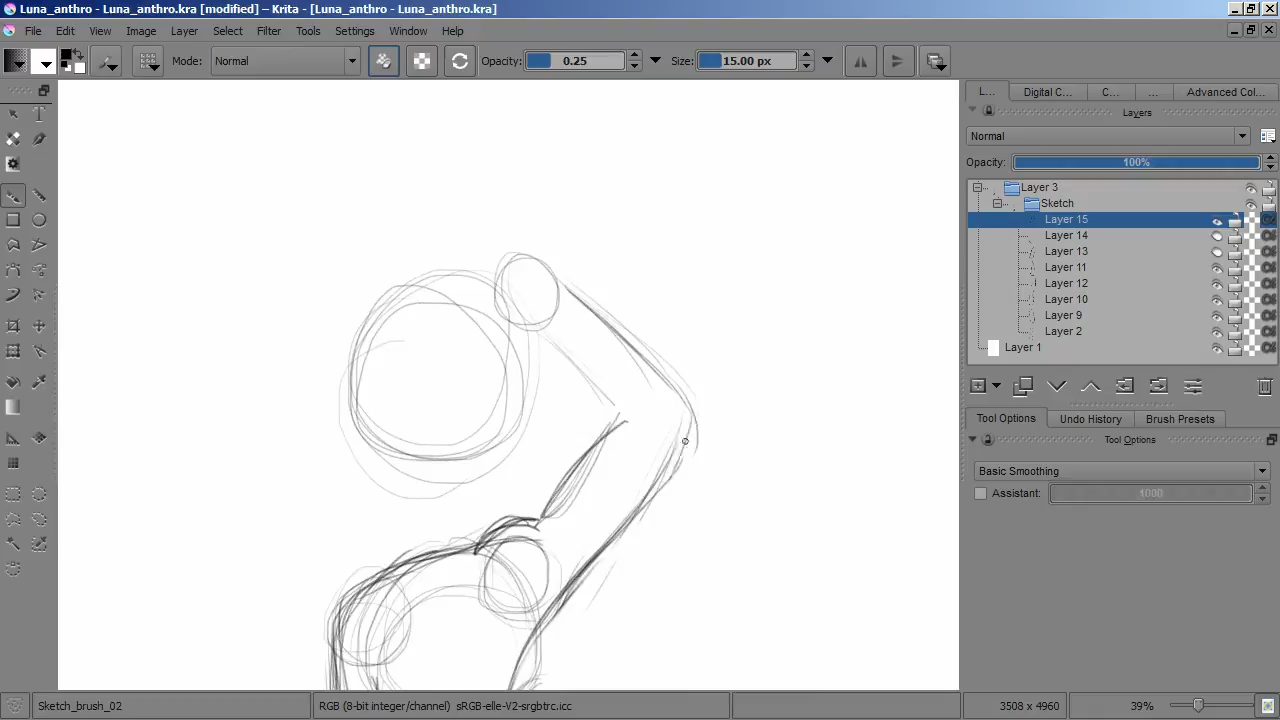 Luna_anthro - Luna_anthro.kra [modified] – Krita - [Luna_anthro - Luna_anthro.kra]
File Edit View Image Layer Select Filter Tools Settings Window Help
Mode: Normal Opacity: 0.25 Size: 15.00 px
L... Digital C... C... ... Advanced Col...
Layers
Normal
Opacity: 100%
Layer 3
Sketch
Layer 15
Layer 14
Layer 13
Layer 11
Layer 12
Layer 10
Layer 9
Layer 2
Layer 1
Tool Options Undo History Brush Presets
Tool Options
Basic Smoothing
Assistant: 1000
Sketch_brush_02 RGB (8-bit integer/channel) sRGB-elle-V2-srgbtrc.icc 3508 x 4960 39%